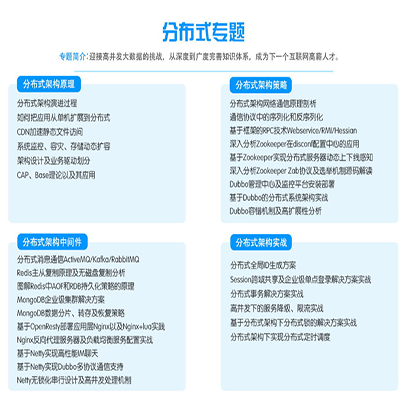 分布式专题
专题简介:迎接高并发大数据的挑战，从深度到广度完善知识体系，成为下一个互联网高薪人才。
分布式架构原理
分布式架构演进过程
如何把应用从单机扩展到分布式
CDN加速静态文件访问
系统监控、容灾、存储动态扩容
架构设计及业务驱动划分
CAP、Base理论以及其应用
分布式架构策略
分布式架构网络通信原理剖析
通信协议中的序列化和反序列化
基于框架的RPC技术Webservice/RMI/Hessian
深入分析Zookeeper在disconf配置中心的应用
基于Zookeeper实现分布式服务器动态上下线感知
深入分析Zookeeper Zab协议及选举机制源码解读
Dubbo管理中心及监控平台安装部署
基于Dubbo的分布式系统架构实战
Dubbo容错机制及高扩展性分析
分布式架构中间件
分布式消息通信ActiveMQ/Kafka/RabbitMQ
Redis主从复制原理及无磁盘复制分析
图解Redis中AOF和RDB持久化策略的原理
MongoDB企业级集群解决方案
MongoDB数据分片、转存及恢复策略
基于OpenResty部署应用层Nginx以及Nginx+lua实践
Nginx反向代理服务器及负载均衡服务配置实战
基于Netty实现高性能IM聊天
基于Netty实现Dubbo多协议通信支持
Netty无锁化串行设计及高并发处理机制
分布式架构实战
分布式全局ID生成方案
Session跨域共享及企业级单点登录解决方案实战
分布式事务解决方案实战
高并发下的服务降级、限流实战
基于分布式架构下分布式锁的解决方案实战
分布式架构下实现分布式定时调度